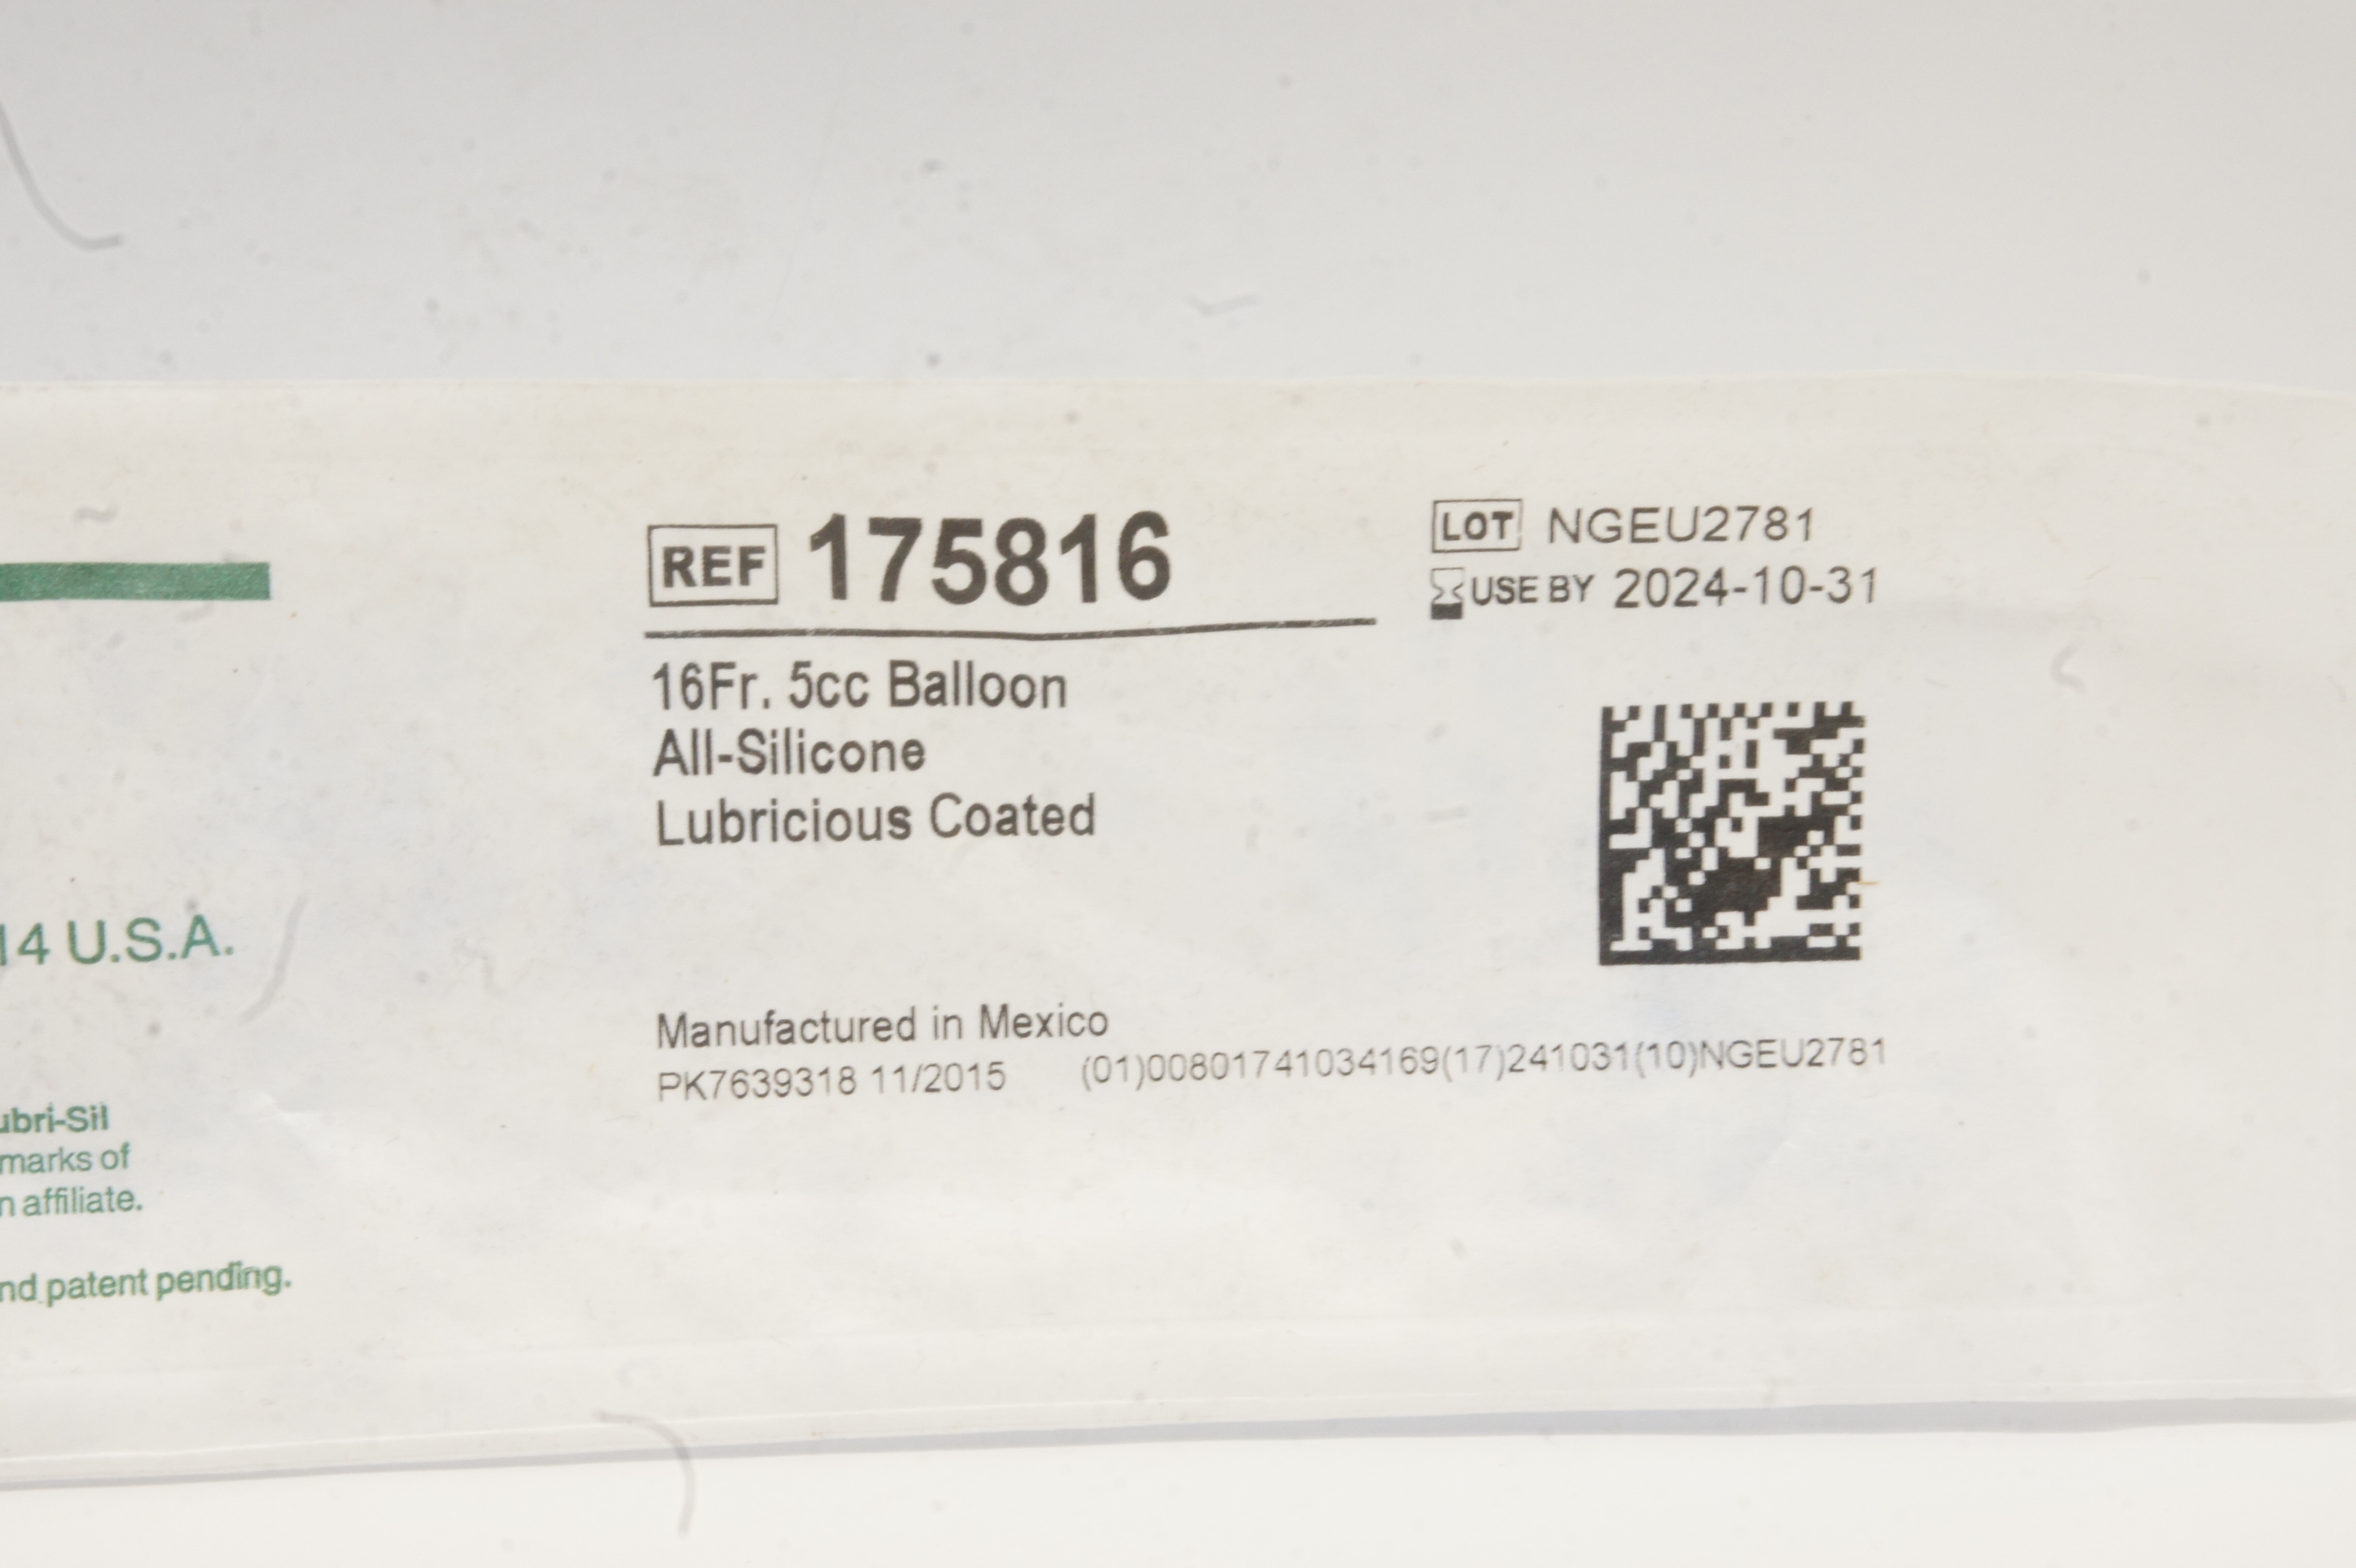 REF 175816
16Fr. 5cc Balloon
All-Silicone
Lubricious Coated
LOT NGEU2781
USE BY 2024-10-31
Manufactured in Mexico
PK7639318 11/2015
(01)00801741034169(17)241031(10)NGEU2781
14 U.S.A.
ubri-Sil
marks of
n affiliate.
nd patent pending.